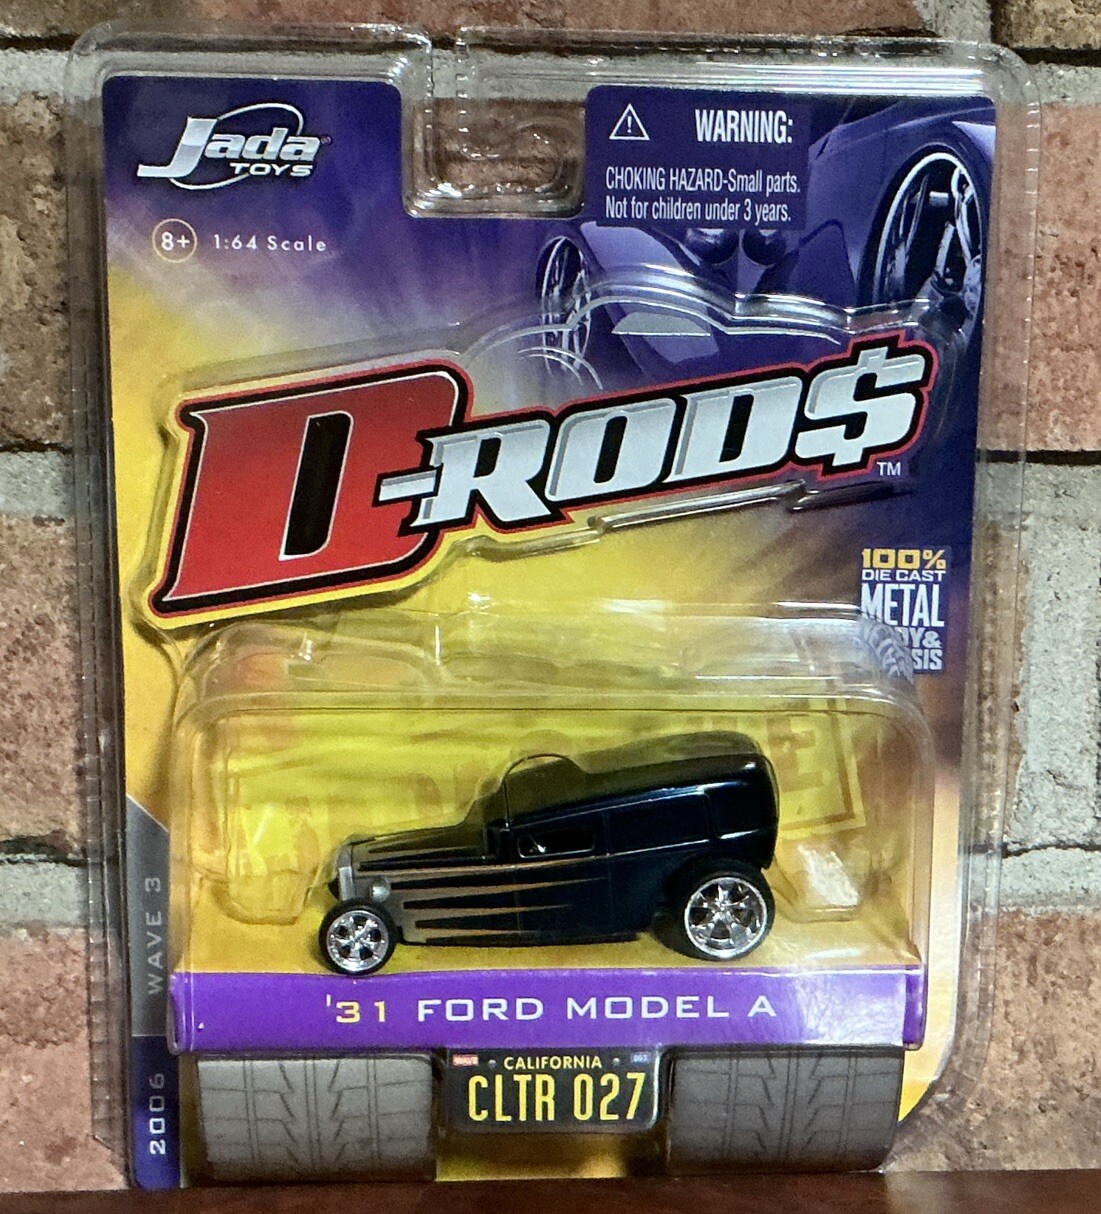 Jada
TOYS
8+ 1:64 Scale
WARNING:
CHOKING HAZARD-Small parts.
Not for children under 3 years.
D-ROD$
TM
100%
DIE CAST
METAL
WAVE 3
2006
'31 FORD MODEL A
CALIFORNIA
CLTR 027